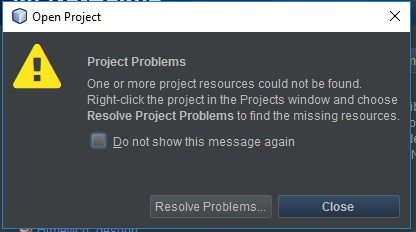 Open Project
Project Problems
One or more project resources could not be found.
Right-click the project in the Projects window and choose
Resolve Project Problems to find the missing resources.
Do not show this message again
Resolve Problems...
Close